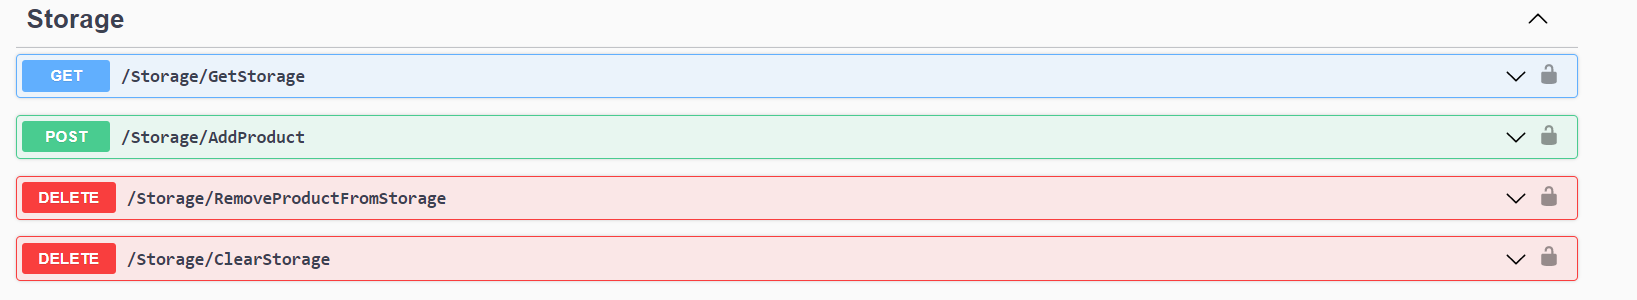 Storage
GET /Storage/GetStorage
POST /Storage/AddProduct
DELETE /Storage/RemoveProductFromStorage
DELETE /Storage/ClearStorage